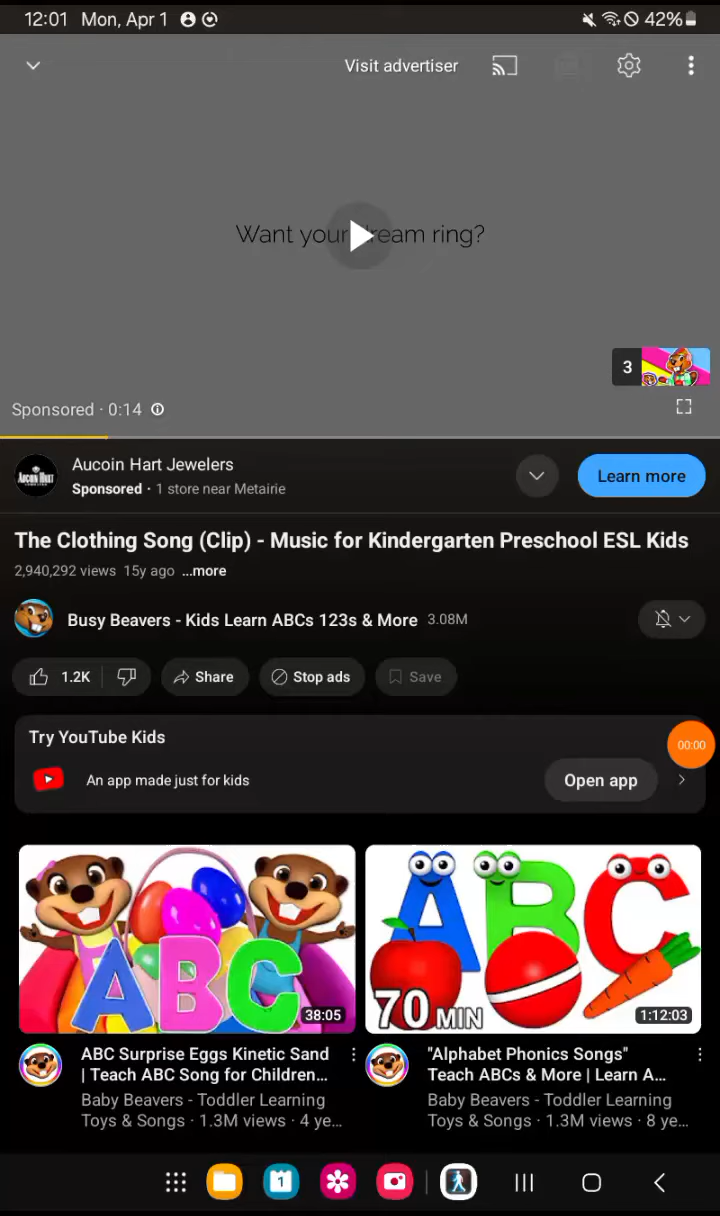 12:01 Mon, Apr 1
42%
Visit advertiser
Want your dream ring?
3
Sponsored · 0:14
Aucoin Hart Jewelers
Sponsored · 1 store near Metairie
Learn more
The Clothing Song (Clip) - Music for Kindergarten Preschool ESL Kids
2,940,292 views 15y ago ...more
Busy Beavers - Kids Learn ABCs 123s & More 3.08M
1.2K
Share
Stop ads
Save
Try YouTube Kids
00:00
An app made just for kids
Open app
ABC
38:05
ABC
70 MIN
1:12:03
ABC Surprise Eggs Kinetic Sand
| Teach ABC Song for Children...
Baby Beavers - Toddler Learning
Toys & Songs · 1.3M views · 4 ye...
"Alphabet Phonics Songs"
Teach ABCs & More | Learn A...
Baby Beavers - Toddler Learning
Toys & Songs · 1.3M views · 8 ye...
1